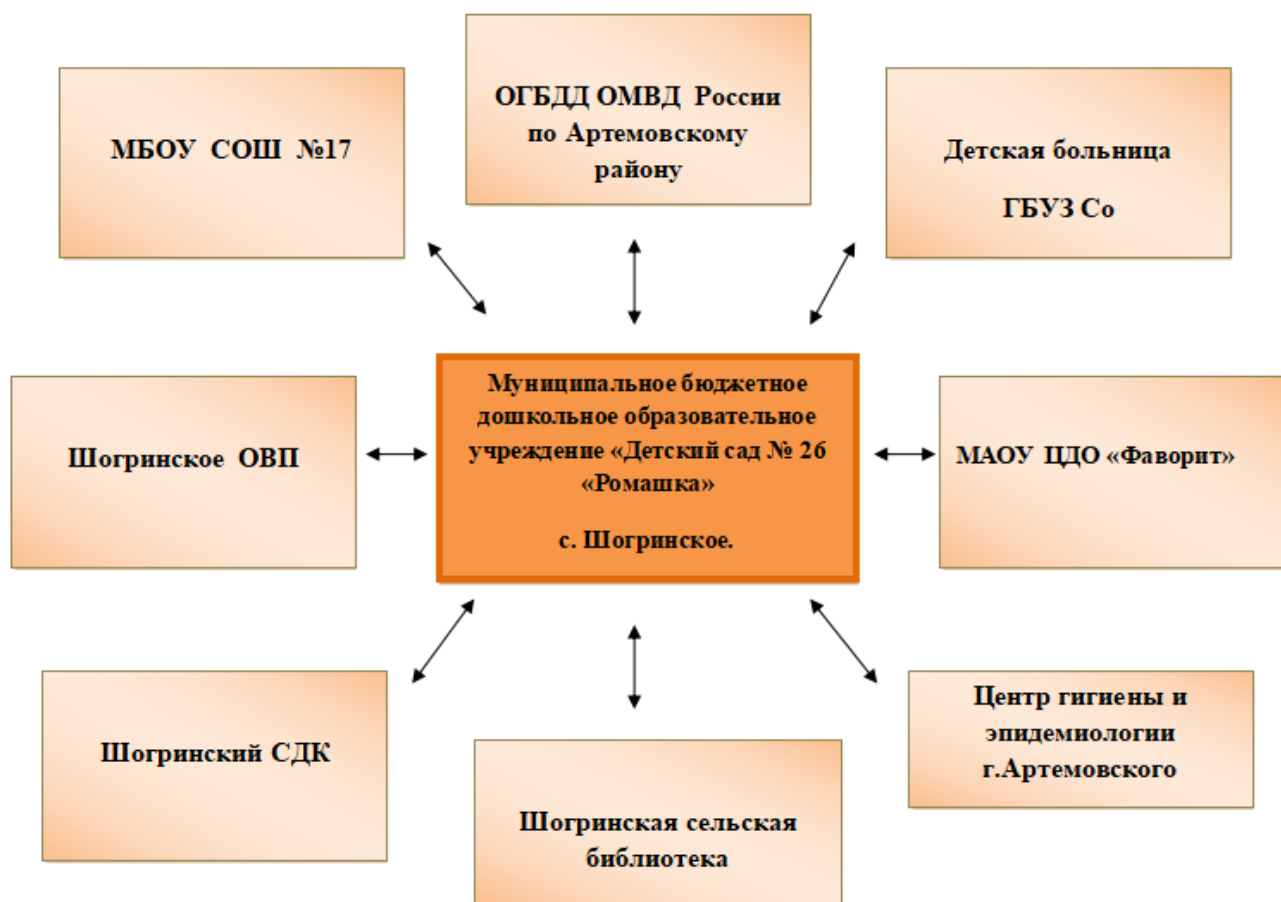 МБОУ СОШ №17
ОГБДД ОМВД России
по Артемовскому
району
Детская больница
ГБУЗ Со
Шогринское ОВП
Муниципальное бюджетное
дошкольное образовательное
учреждение «Детский сад № 26
«Ромашка»
с. Шогринское.
МАОУ ЦДО «Фаворит»
Шогринский СДК
Шогринская сельская
библиотека
Центр гигиены и
эпидемиологии
г.Артемовского